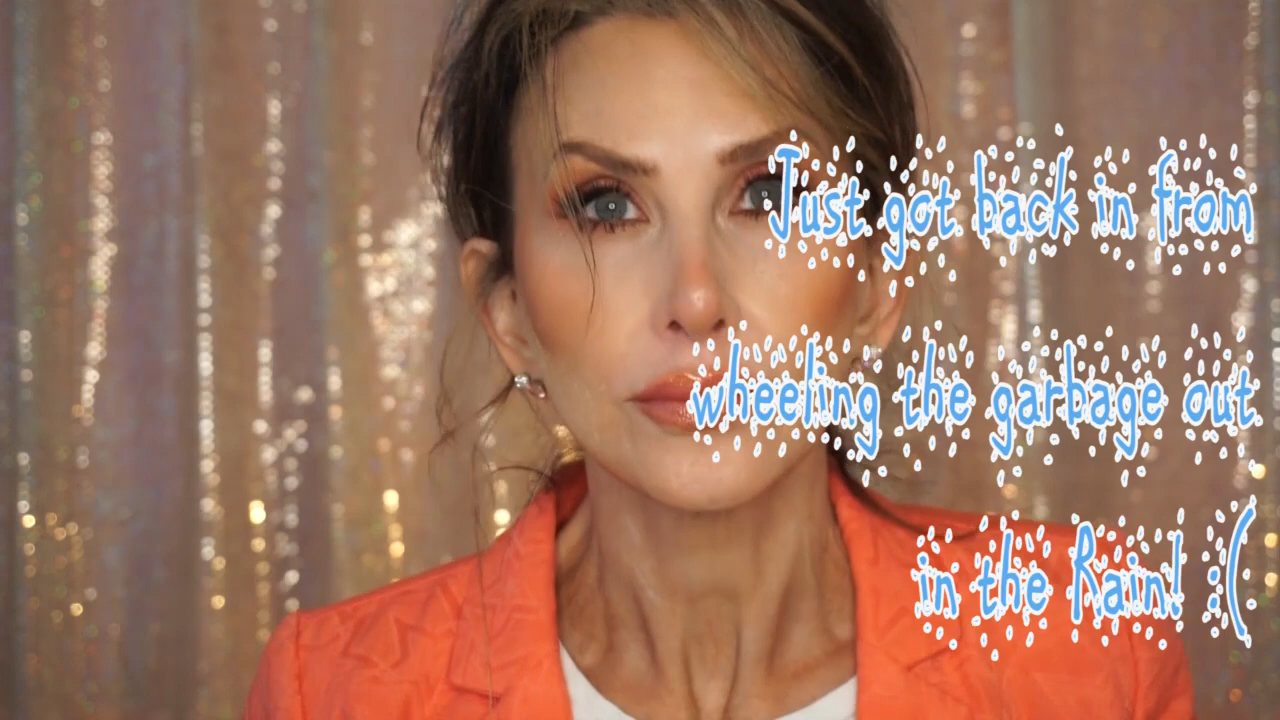 Just got back in from
wheeling the garbage out
in the Rain! :(